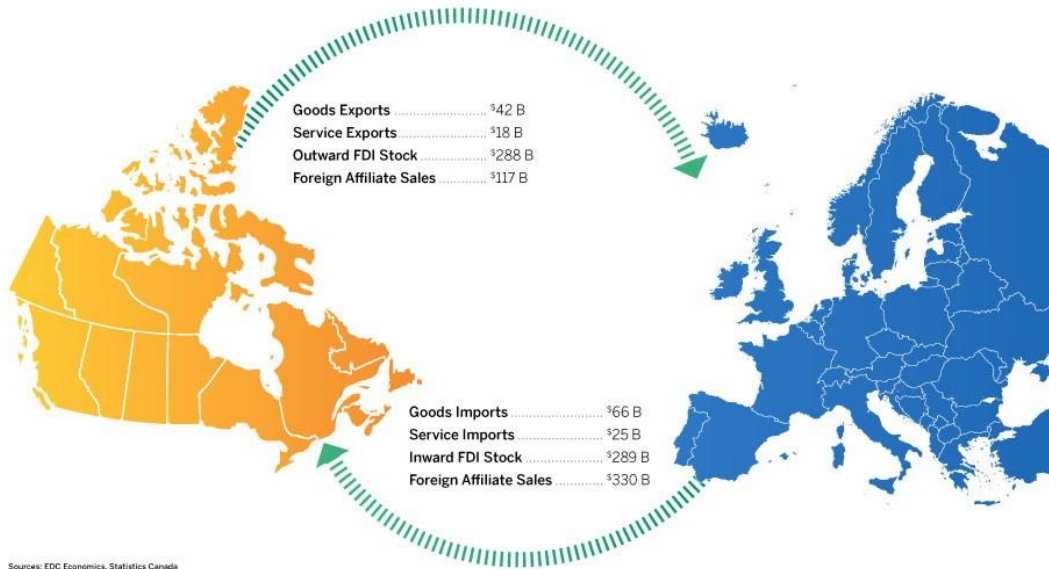 Goods Exports ............... $42 B
Service Exports ............... $18 B
Outward FDI Stock ............... $288 B
Foreign Affiliate Sales ............... $117 B
Goods Imports ............... $66 B
Service Imports ............... $25 B
Inward FDI Stock ............... $289 B
Foreign Affiliate Sales ............... $330 B
Sources: EDC Economics, Statistics Canada